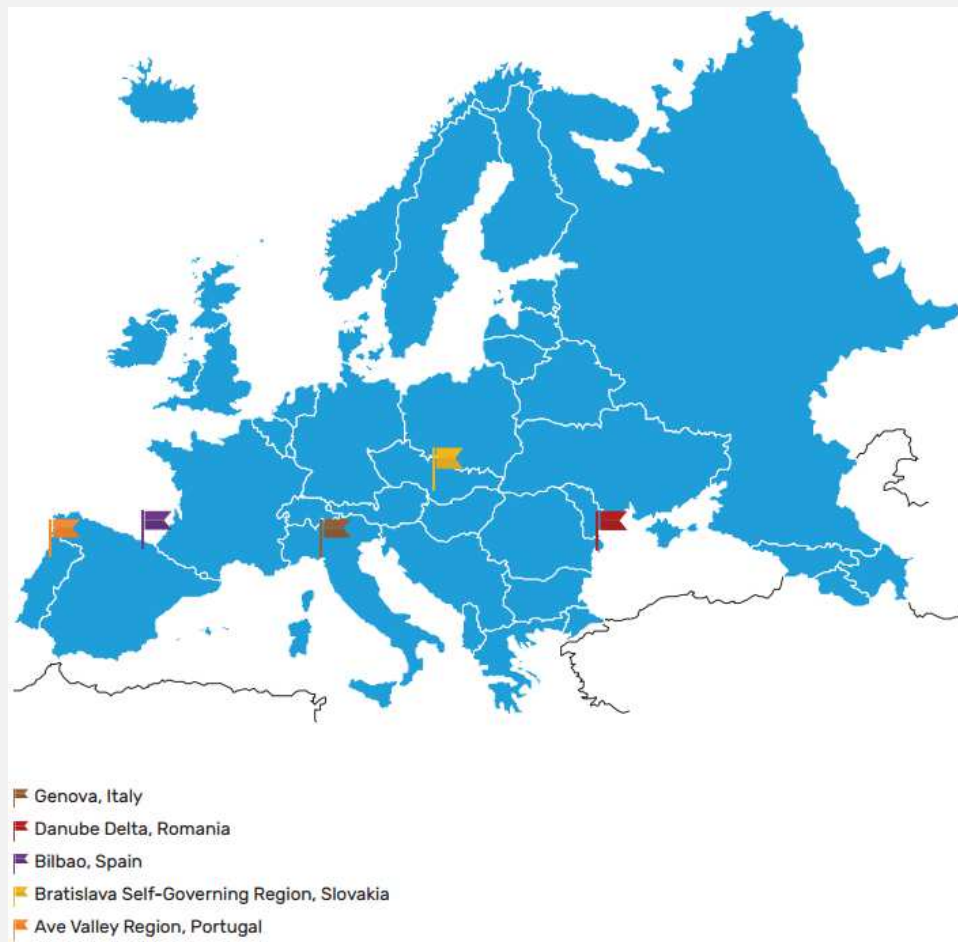 Genova, Italy
Danube Delta, Romania
Bilbao, Spain
Bratislava Self-Governing Region, Slovakia
Ave Valley Region, Portugal